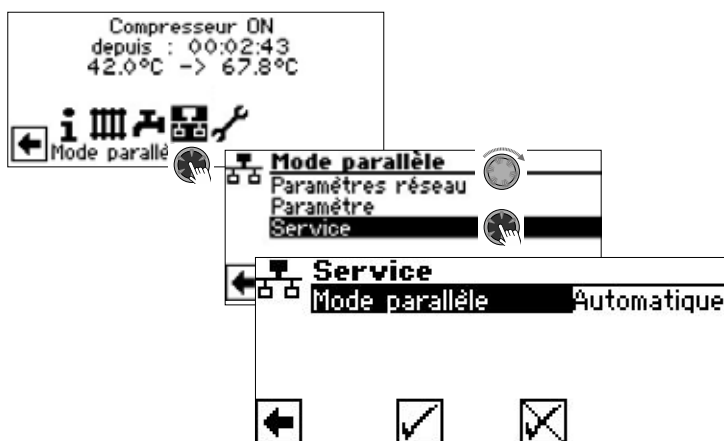 Compresseur ON
depuis : 00:02:43
42.0°C -> 67.8°C
Mode parallè
Mode parallèle
Paramètres réseau
Paramètre
Service
Service
Mode parallèle Automatique